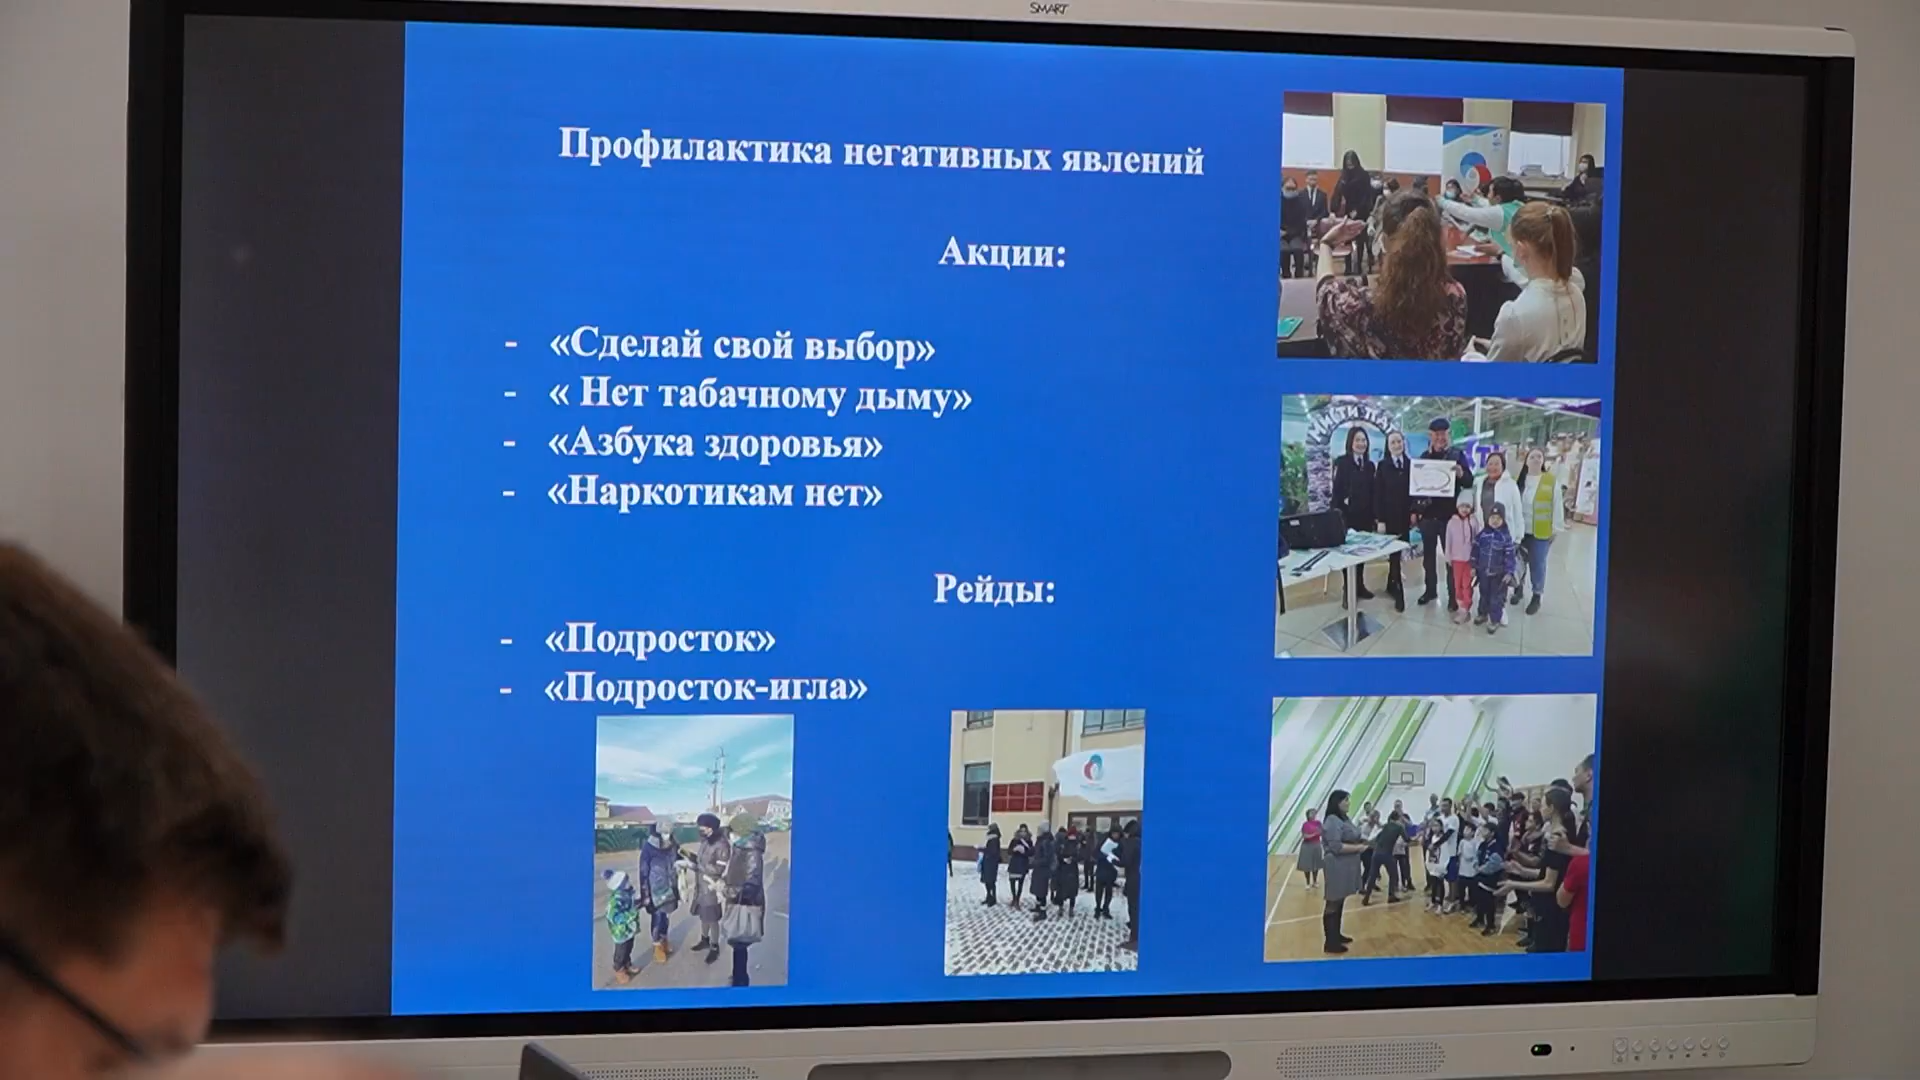 SMART
Профилактика негативных явлений
Акции:
- «Сделай свой выбор»
- « Нет табачному дыму»
- «Азбука здоровья»
- «Наркотикам нет»
Рейды:
- «Подросток»
- «Подросток-игла»